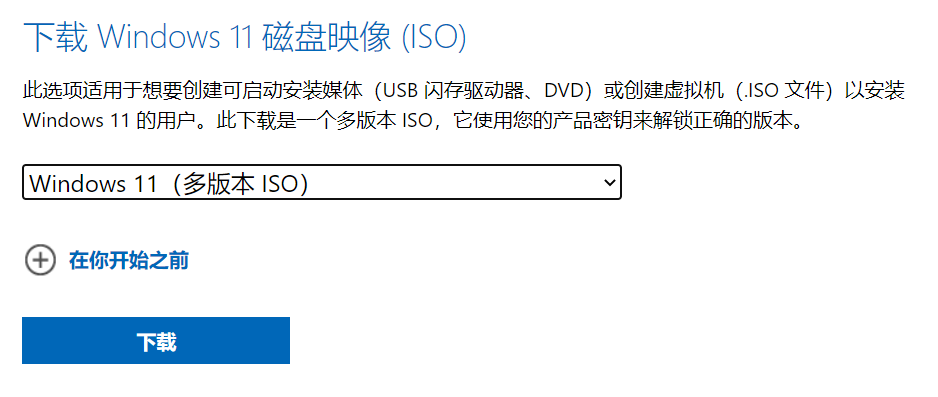 下载 Windows 11 磁盘映像 (ISO)
此选项适用于想要创建可启动安装媒体（USB 闪存驱动器、DVD）或创建虚拟机（.ISO 文件）以安装
Windows 11 的用户。此下载是一个多版本 ISO，它使用您的产品密钥来解锁正确的版本。
Windows 11（多版本 ISO）
在你开始之前
下载